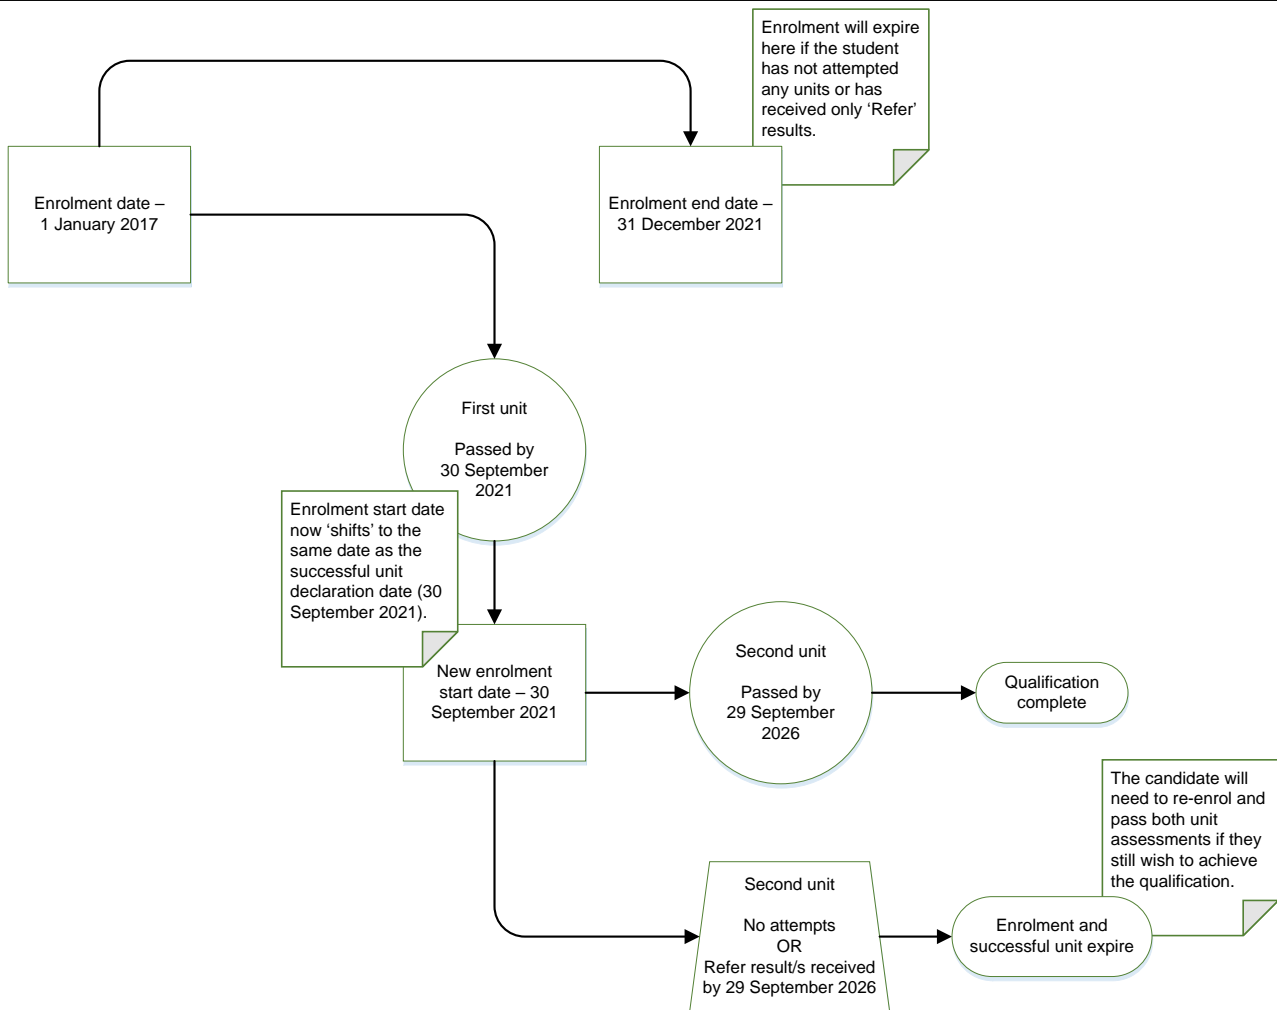 Enrolment will expire
here if the student
has not attempted
any units or has
received only ‘Refer’
results.
Enrolment date –
1 January 2017
Enrolment end date –
31 December 2021
First unit
Passed by
30 September
2021
Enrolment start date
now ‘shifts’ to the
same date as the
successful unit
declaration date (30
September 2021).
New enrolment
start date – 30
September 2021
Second unit
Passed by
29 September
2026
Qualification
complete
The candidate will
need to re-enrol and
pass both unit
assessments if they
still wish to achieve
the qualification.
Second unit
No attempts
OR
Refer result/s received
by 29 September 2026
Enrolment and
successful unit expire